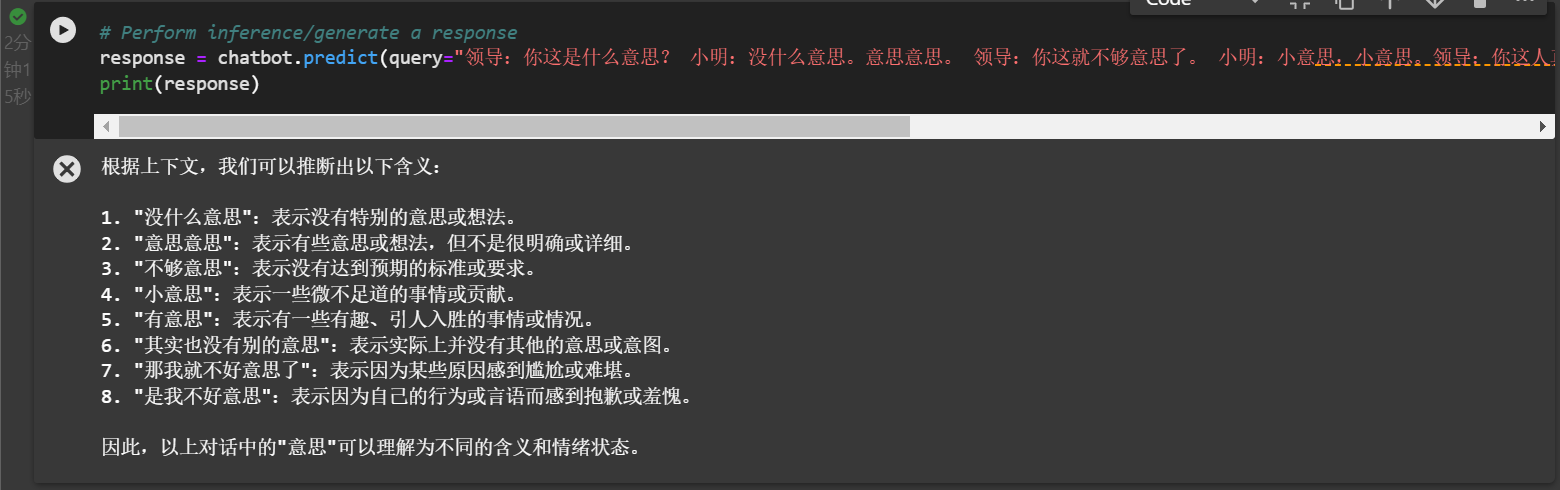 Code
# Perform inference/generate a response
2分
response = chatbot.predict(query="领导：你这是什么意思？ 小明：没什么意思。意思意思。 领导：你这就不够意思了。 小明：小意思，小意思。领导：你这人真
钟1
print(response)
5秒
根据上下文，我们可以推断出以下含义：
1. "没什么意思"：表示没有特别的意思或想法。
2. "意思意思"：表示有些意思或想法，但不是很明确或详细。
3. "不够意思"：表示没有达到预期的标准或要求。
4. "小意思"：表示一些微不足道的事情或贡献。
5. "有意思"：表示有一些有趣、引人入胜的事情或情况。
6. "其实也没有别的意思"：表示实际上并没有其他的意思或意图。
7. "那我就不好意思了"：表示因为某些原因感到尴尬或难堪。
8. "是我不好意思"：表示因为自己的行为或言语而感到抱歉或羞愧。
因此，以上对话中的"意思"可以理解为不同的含义和情绪状态。